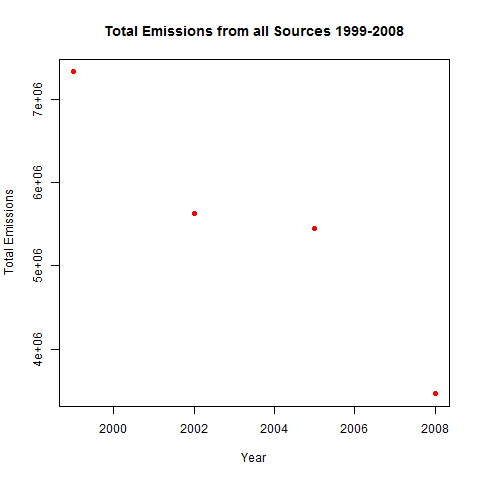 Total Emissions from all Sources 1999-2008
Total Emissions
7e+06
6e+06
5e+06
4e+06
2000 2002 2004 2006 2008
Year